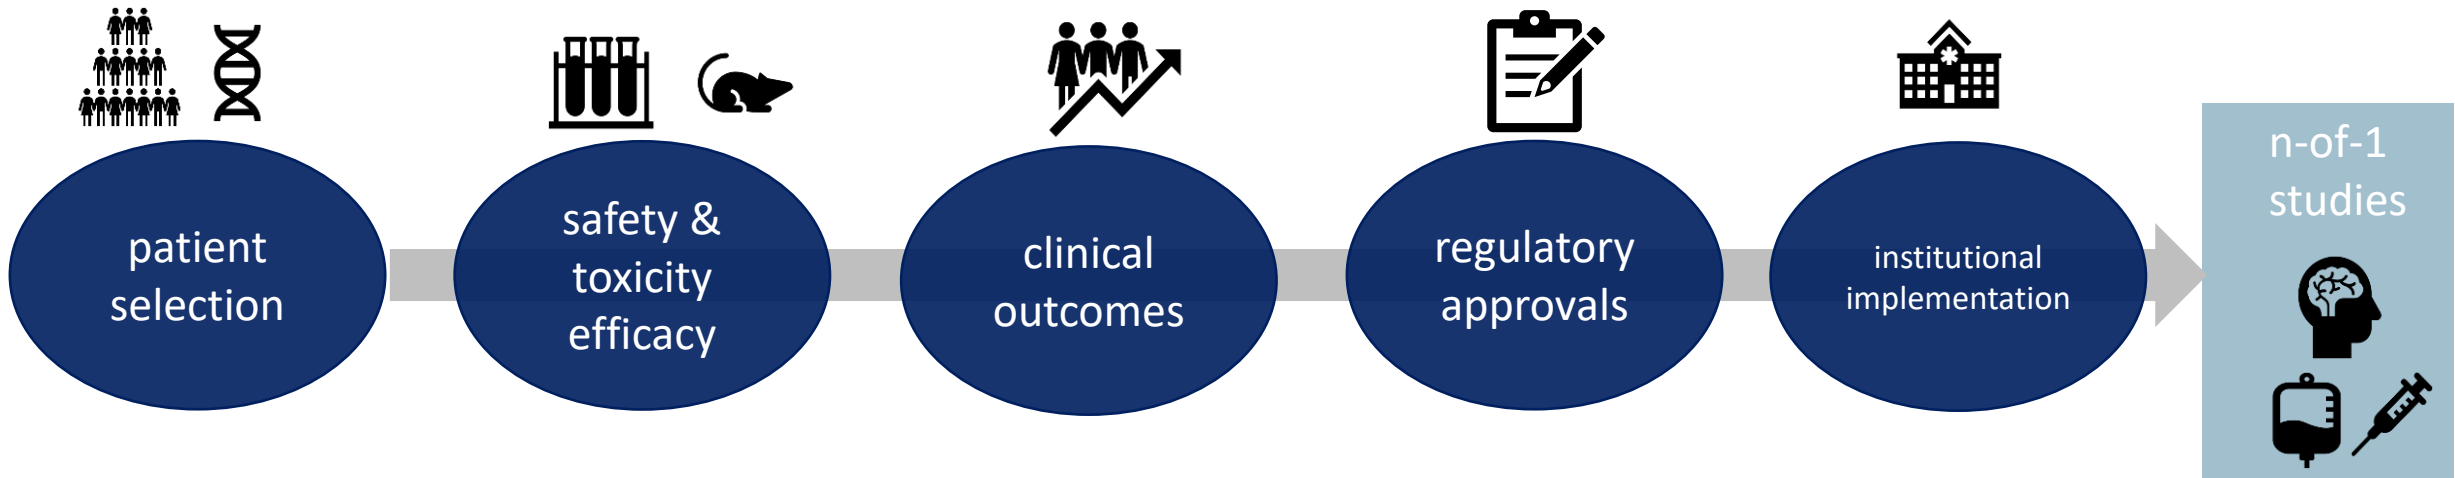 patient
selection
safety &
toxicity
efficacy
clinical
outcomes
regulatory
approvals
institutional
implementation
n-of-1
studies